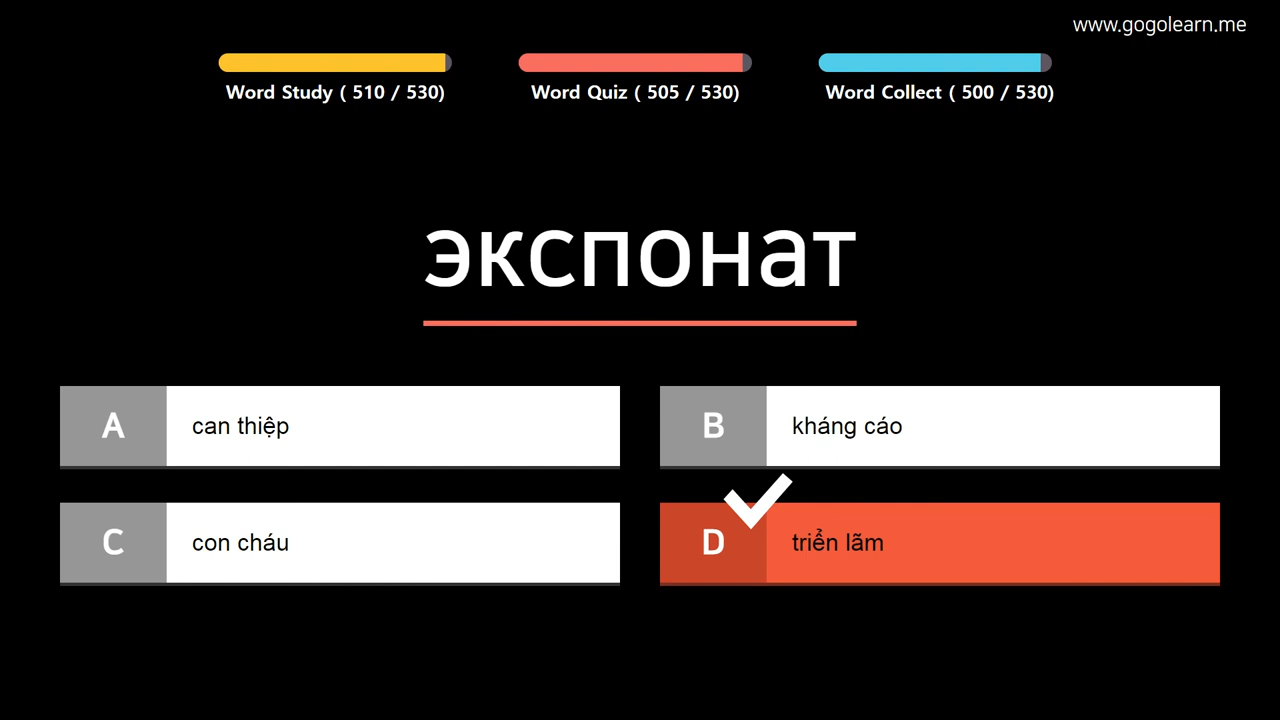 www.gogolearn.me
Word Study ( 510 / 530)
Word Quiz ( 505 / 530)
Word Collect ( 500 / 530)
экспонат
A can thiệp
B kháng cáo
C con cháu
D triển lãm